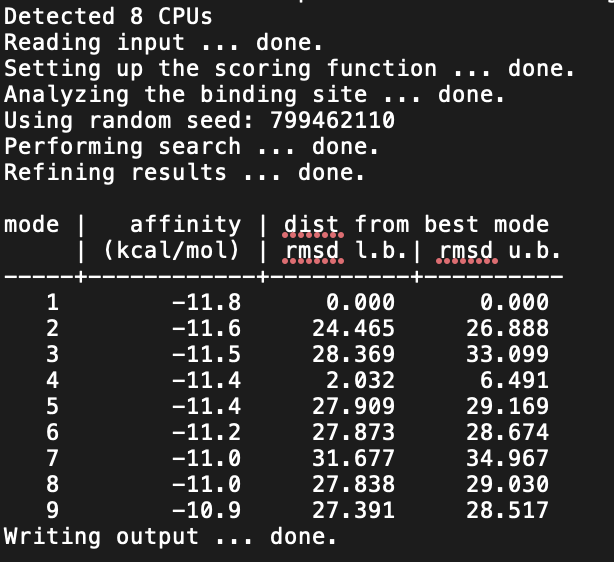 Detected 8 CPUs
Reading input ... done.
Setting up the scoring function ... done.
Analyzing the binding site ... done.
Using random seed: 799462110
Performing search ... done.
Refining results ... done.
mode |   affinity | dist from best mode
     | (kcal/mol) | rmsd l.b.| rmsd u.b.
-----+------------+----------+----------
   1        -11.8      0.000      0.000
   2        -11.6     24.465     26.888
   3        -11.5     28.369     33.099
   4        -11.4      2.032      6.491
   5        -11.4     27.909     29.169
   6        -11.2     27.873     28.674
   7        -11.0     31.677     34.967
   8        -11.0     27.838     29.030
   9        -10.9     27.391     28.517
Writing output ... done.